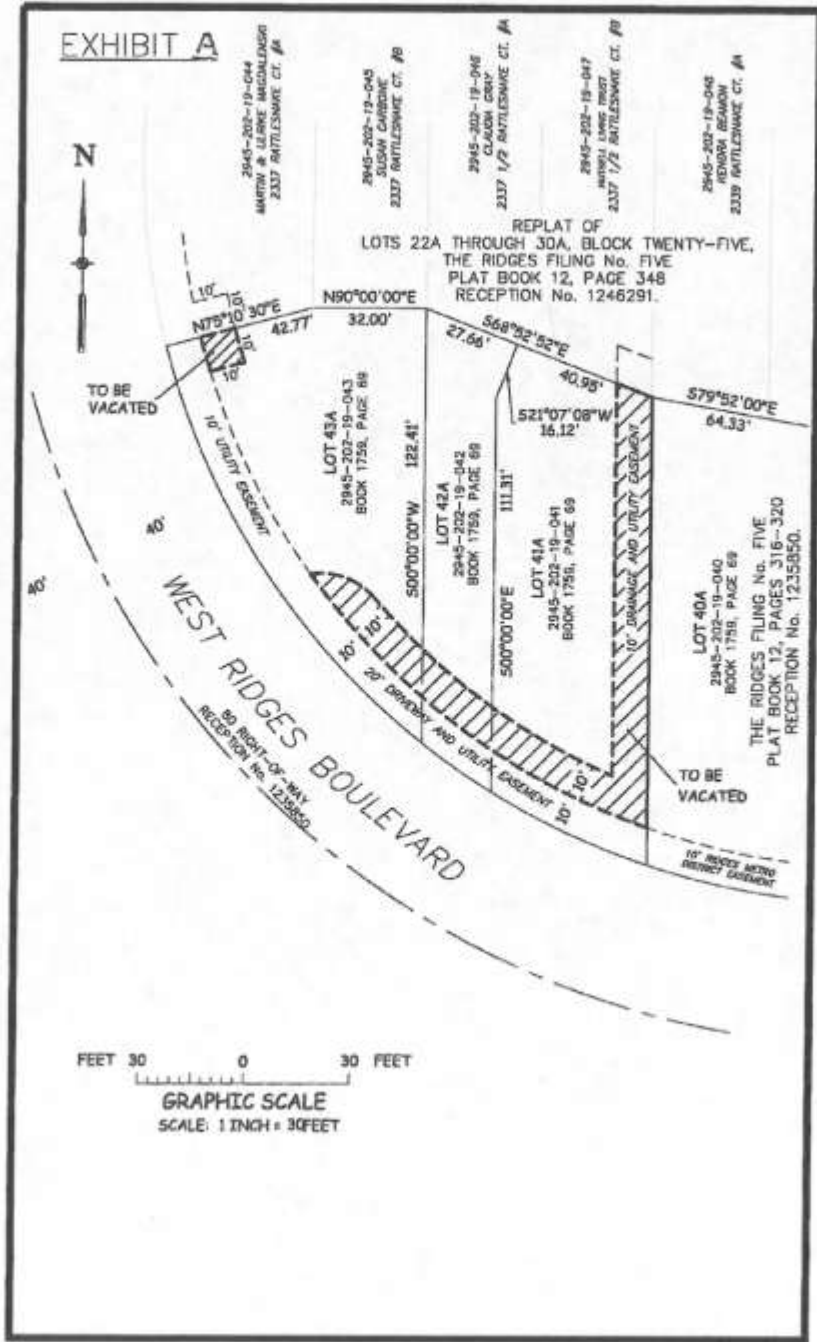 EXHIBIT A
2945-202-19-044
MARTIN & ULRIKE MAGDALENSKI
2337 RATTLESNAKE CT. #A
2945-202-19-045
SUSAN CARBONE
2337 RATTLESNAKE CT. #B
2945-202-19-046
CLAUDIA GRAY
2337 1/2 RATTLESNAKE CT. #A
2945-202-19-047
LIVING TRUST
2337 1/2 RATTLESNAKE CT. #B
2945-202-19-048
KENDRA BEAMON
2339 RATTLESNAKE CT. #A
N
REPLAT OF
LOTS 22A THROUGH 30A, BLOCK TWENTY-FIVE,
THE RIDGES FILING No. FIVE
PLAT BOOK 12, PAGE 348
RECEPTION No. 1246291.
10'
10'
N75°10'30"E
42.77'
N90°00'00"E
32.00'
S68°52'52"E
27.66'
40.95'
S79°52'00"E
64.33'
10'
10'
TO BE
VACATED
S21°07'08"W
16.12'
10' UTILITY EASEMENT
LOT 43A
2945-202-19-043
BOOK 1759, PAGE 69
S00°00'00"W 122.41'
LOT 42A
2945-202-19-042
BOOK 1759, PAGE 69
S00°00'00"E 111.31'
LOT 41A
2945-202-19-041
BOOK 1759, PAGE 69
10' DRAINAGE AND UTILITY EASEMENT
LOT 40A
2945-202-19-040
BOOK 1759, PAGE 69
THE RIDGES FILING No. FIVE
PLAT BOOK 12, PAGES 316-320
RECEPTION No. 1235850.
40'
40'
WEST RIDGES BOULEVARD
80 RIGHT-OF-WAY
RECEPTION No. 1235850
10'
10'
20' DRIVEWAY AND UTILITY EASEMENT
10'
10'
TO BE
VACATED
10' RIDGES METRO
DISTRICT EASEMENT
FEET 30 0 30 FEET
GRAPHIC SCALE
SCALE: 1 INCH = 30FEET